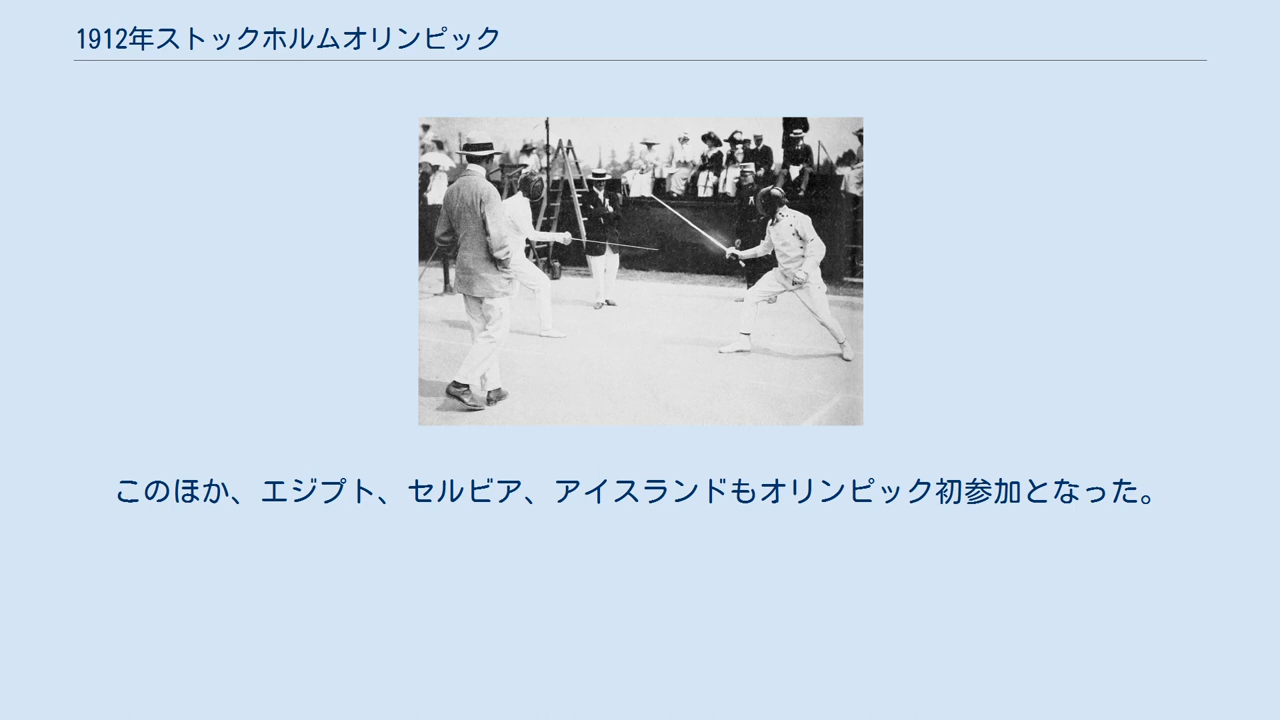 1912年ストックホルムオリンピック
このほか、エジプト、セルビア、アイスランドもオリンピック初参加となった。